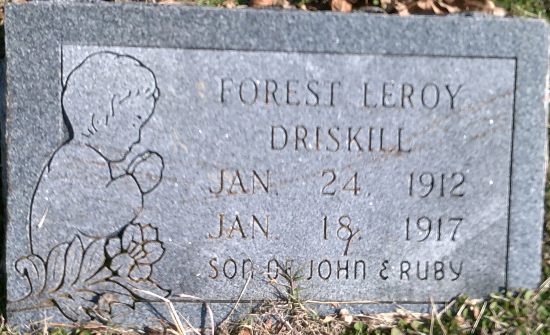 FOREST LEROY
DRISKILL
JAN. 24. 1912
JAN. 18. 1917
SON OF JOHN & RUBY